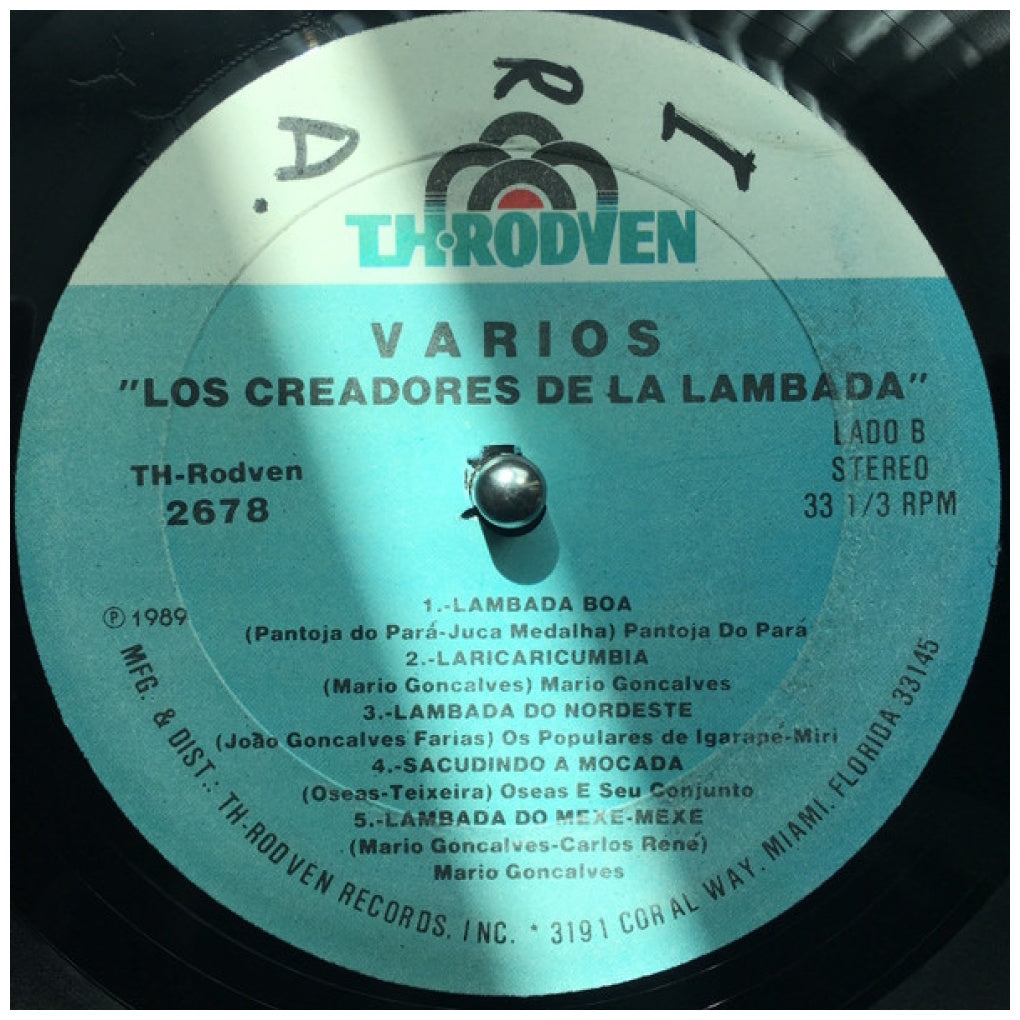 D. R I
TH·RODVEN
VARIOS
"LOS CREADORES DE LA LAMBADA"
LADO B
STEREO
33 1/3 RPM
TH-Rodven
2678
℗ 1989
1.-LAMBADA BOA
(Pantoja do Pará-Juca Medalha) Pantoja Do Pará
2.-LARICARICUMBIA
(Mario Goncalves) Mario Goncalves
3.-LAMBADA DO NORDESTE
(João Goncalves Farias) Os Populares de Igarape-Miri
4.-SACUDINDO A MOCADA
(Oseas-Teixeira) Oseas E Seu Conjunto
5.-LAMBADA DO MEXE-MEXE
(Mario Goncalves-Carlos René)
Mario Goncalves
MFG. & DIST.: TH-RODVEN RECORDS, INC. * 3191 CORAL WAY. MIAMI. FLORIDA 33145